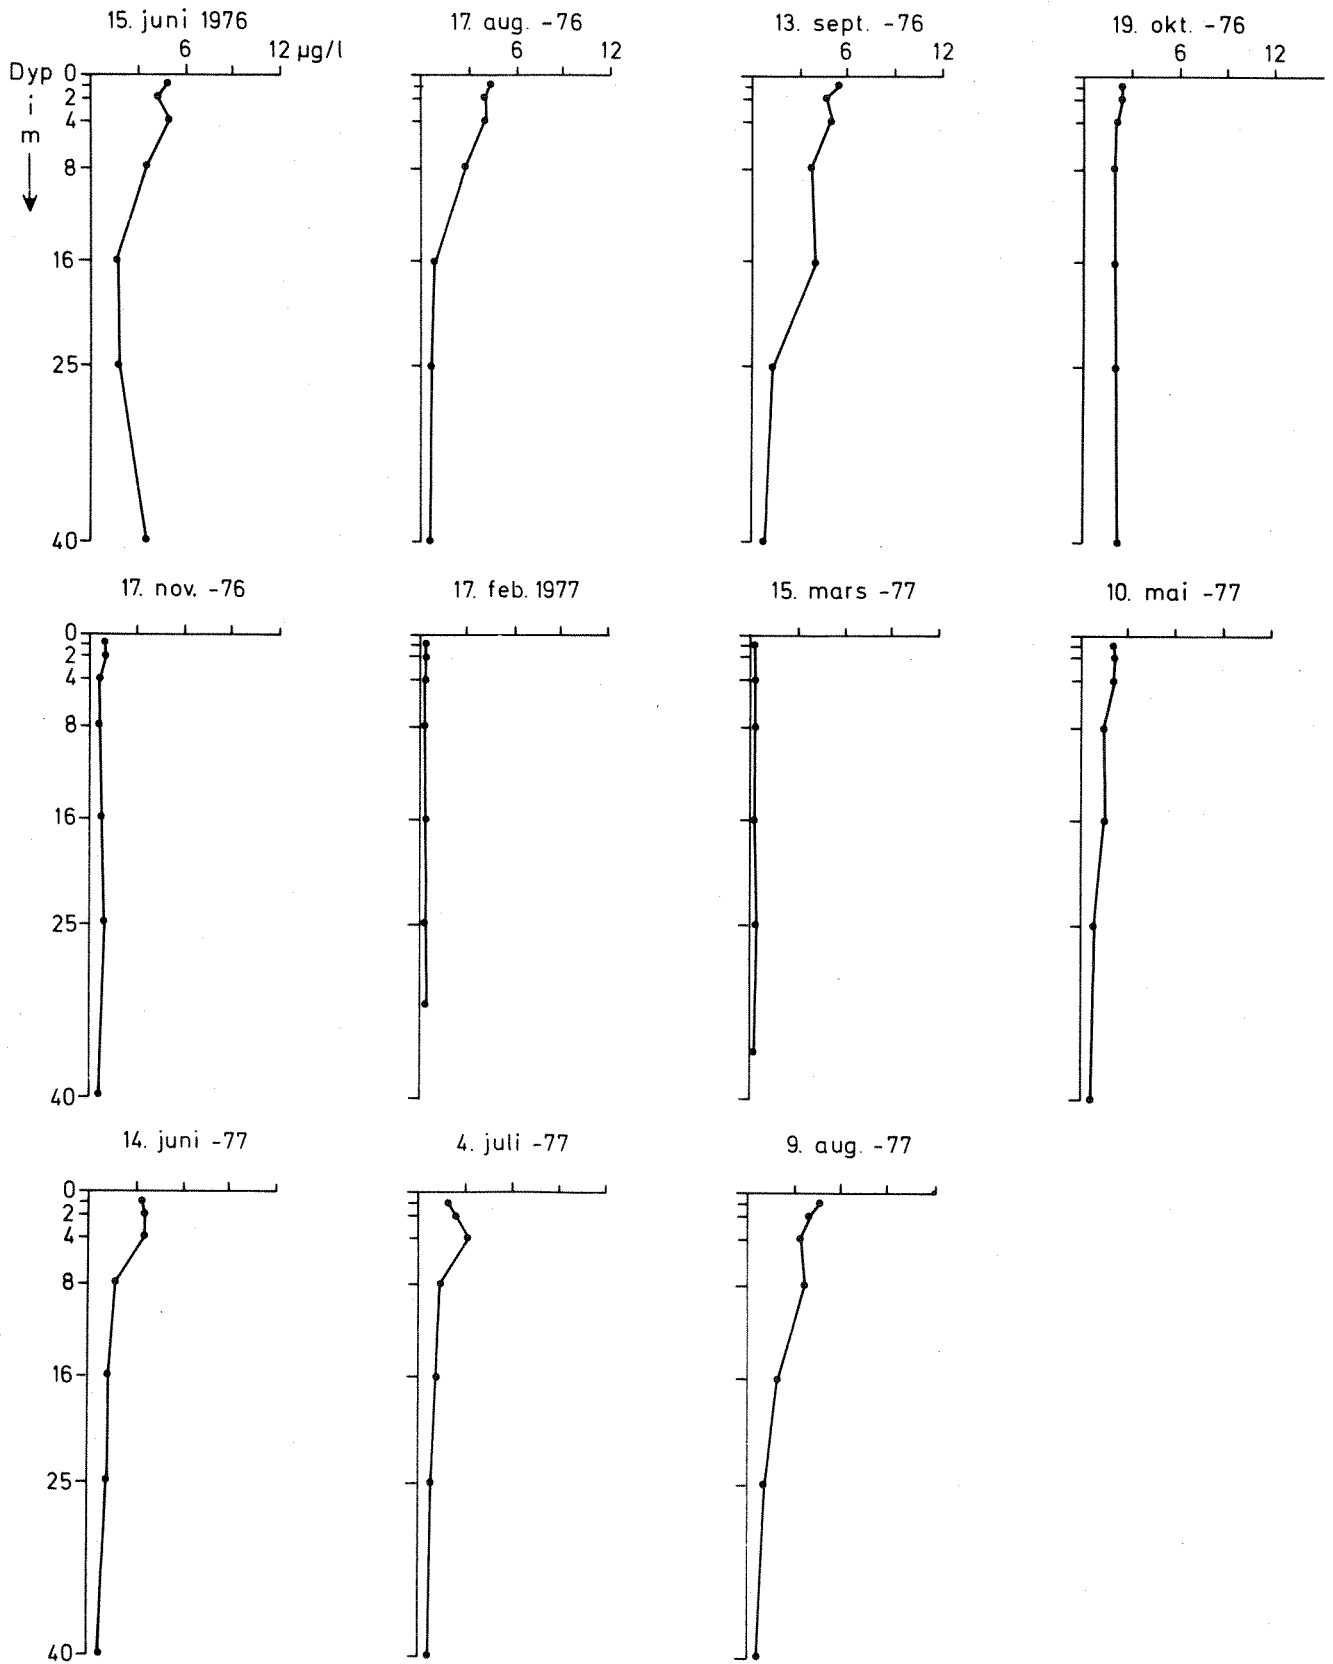 15. juni 1976 17. aug. -76 13. sept. -76 19. okt. -76
6 12 µg/l 6 12 6 12 6 12
Dyp 0
i 2
m 4
8
16
25
40
17. nov. -76 17. feb. 1977 15. mars -77 10. mai -77
0
2
4
8
16
25
40
14. juni -77 4. juli -77 9. aug. -77
0
2
4
8
16
25
40